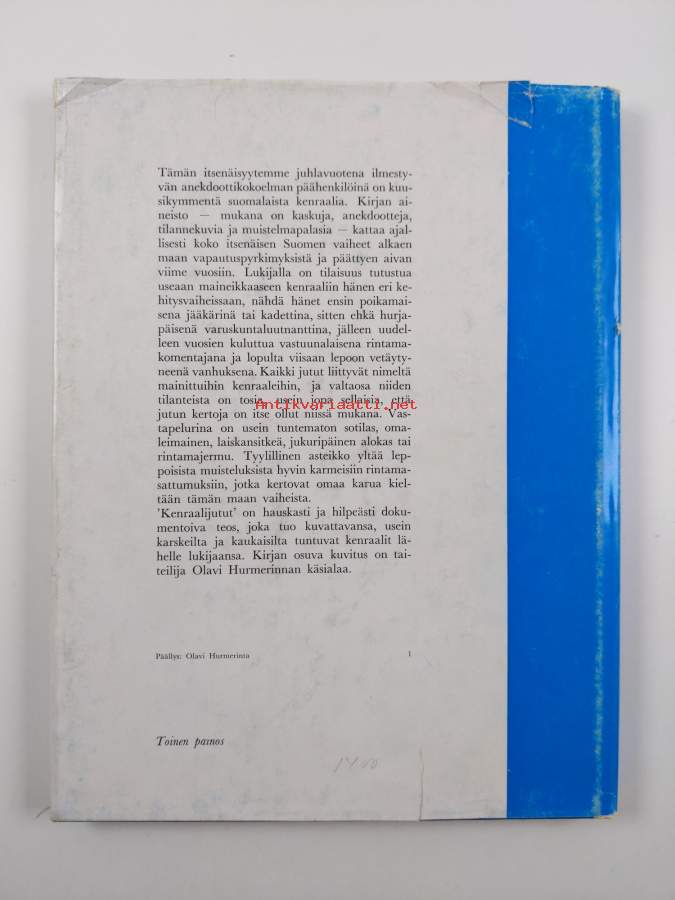 Tämän itsenäisyytemme juhlavuotena ilmesty-
vän anekdoottikokoelman päähenkilöinä on kuu-
sikymmentä suomalaista kenraalia. Kirjan ai-
neisto — mukana on kaskuja, anekdootteja,
tilannekuvia ja muistelmapalasia — kattaa ajal-
lisesti koko itsenäisen Suomen vaiheet alkaen
maan vapautuspyrkimyksistä ja päättyen aivan
viime vuosiin. Lukijalla on tilaisuus tutustua
useaan maineikkaaseen kenraaliin hänen eri ke-
hitysvaiheissaan, nähdä hänet ensin poikamai-
sena jääkärinä tai kadettina, sitten ehkä hurja-
päisenä varuskuntaluutnanttina, jälleen uudel-
leen vuosien kuluttua vastuunalaisena rintama-
komentajana ja lopulta viisaan lepoon vetäyty-
neenä vanhuksena. Kaikki jutut liittyvät nimeltä
mainittuihin kenraaleihin, ja valtaosa niiden
tilanteista on tosia, usein jopa sellaisia, että
Antikvariaatti.net
jutun kertoja on itse ollut niissä mukana. Vas-
tapelurina on usein tuntematon sotilas, oma-
leimainen, laiskansitkeä, jukuripäinen alokas tai
rintamajermu. Tyylillinen asteikko yltää lep-
poisista muisteluksista hyvin karmeisiin rintama-
sattumuksiin, jotka kertovat omaa karua kiel-
tään tämän maan vaiheista.
'Kenraalijutut' on hauskasti ja hilpeästi doku-
mentoiva teos, joka tuo kuvattavansa, usein
karskeilta ja kaukaisilta tuntuvat kenraalit lä-
helle lukijaansa. Kirjan osuva kuvitus on tai-
teilija Olavi Hurmerinnan käsialaa.
Päällys: Olavi Hurmerinta 1
Toinen painos